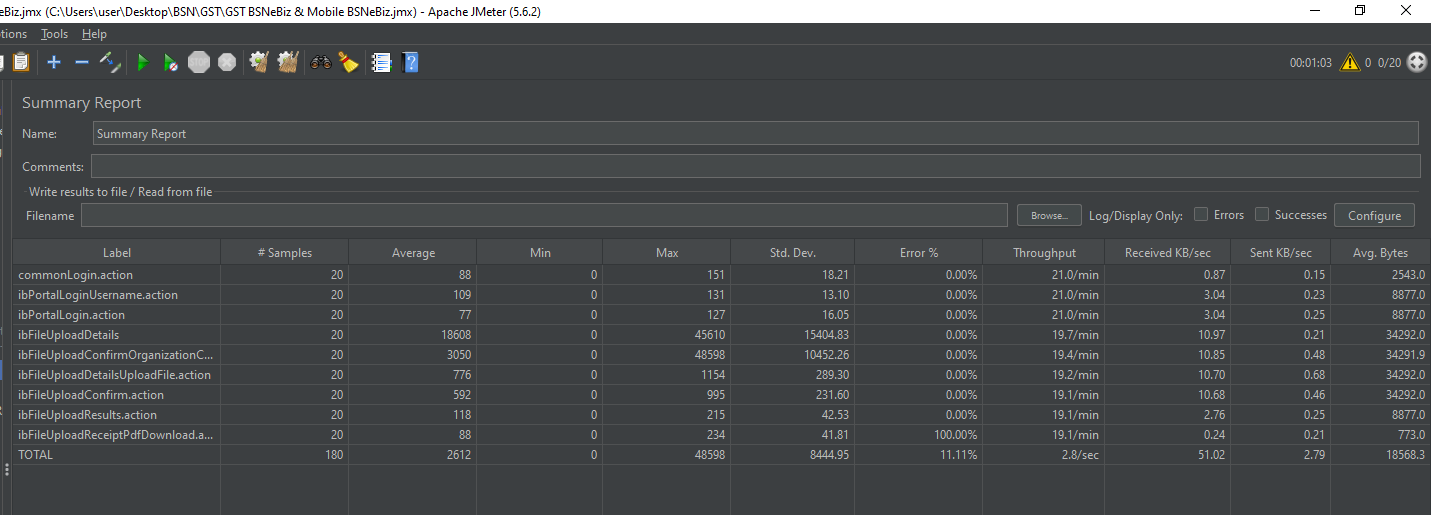 eBiz.jmx (C:\Users\user\Desktop\BSN\GST\GST BSNeBiz & Mobile BSNeBiz.jmx) - Apache JMeter (5.6.2)
tions Tools Help
STOP 00:01:03 0 0/20
Summary Report
Name: Summary Report
Comments:
Write results to file / Read from file
Filename Browse... Log/Display Only: Errors Successes Configure
Label # Samples Average Min Max Std. Dev. Error % Throughput Received KB/sec Sent KB/sec Avg. Bytes
commonLogin.action 20 88 0 151 18.21 0.00% 21.0/min 0.87 0.15 2543.0
ibPortalLoginUsername.action 20 109 0 131 13.10 0.00% 21.0/min 3.04 0.23 8877.0
ibPortalLogin.action 20 77 0 127 16.05 0.00% 21.0/min 3.04 0.25 8877.0
ibFileUploadDetails 20 18608 0 45610 15404.83 0.00% 19.7/min 10.97 0.21 34292.0
ibFileUploadConfirmOrganizationC... 20 3050 0 48598 10452.26 0.00% 19.4/min 10.85 0.48 34291.9
ibFileUploadDetailsUploadFile.action 20 776 0 1154 289.30 0.00% 19.2/min 10.70 0.68 34292.0
ibFileUploadConfirm.action 20 592 0 995 231.60 0.00% 19.1/min 10.68 0.46 34292.0
ibFileUploadResults.action 20 118 0 215 42.53 0.00% 19.1/min 2.76 0.25 8877.0
ibFileUploadReceiptPdfDownload.a... 20 88 0 234 41.81 100.00% 19.1/min 0.24 0.21 773.0
TOTAL 180 2612 0 48598 8444.95 11.11% 2.8/sec 51.02 2.79 18568.3